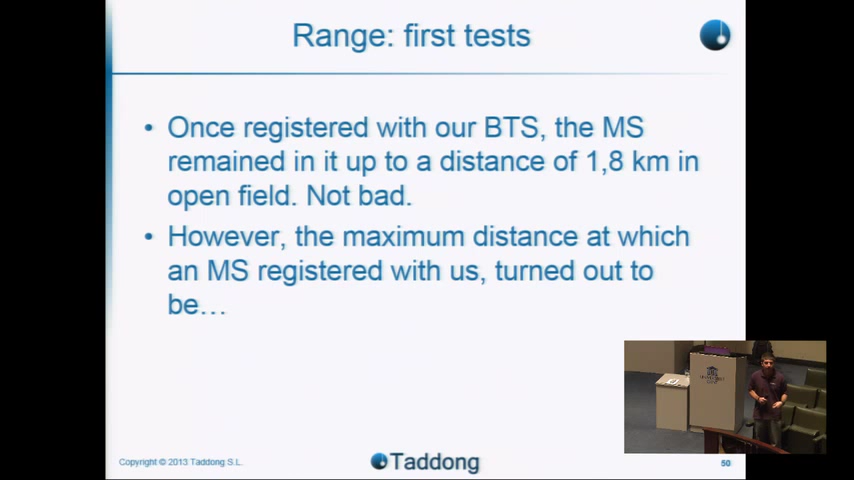 Range: first tests
• Once registered with our BTS, the MS
remained in it up to a distance of 1,8 km in
open field. Not bad.
• However, the maximum distance at which
an MS registered with us, turned out to
be…
Copyright © 2013 Taddong S.L.
Taddong
50